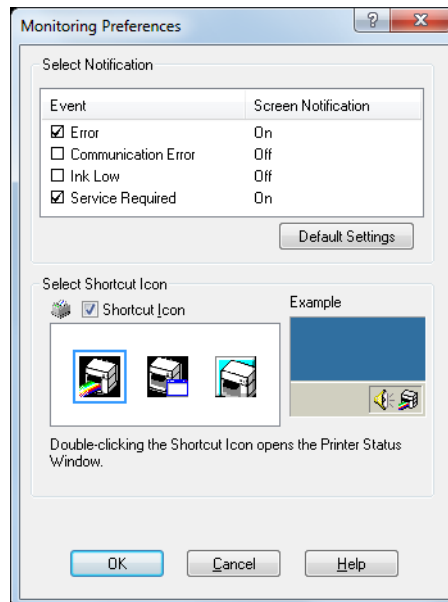 Monitoring Preferences
Select Notification
Event Screen Notification
Error On
Communication Error Off
Ink Low Off
Service Required On
Default Settings
Select Shortcut Icon
Shortcut Icon Example
Double-clicking the Shortcut Icon opens the Printer Status
Window.
OK Cancel Help